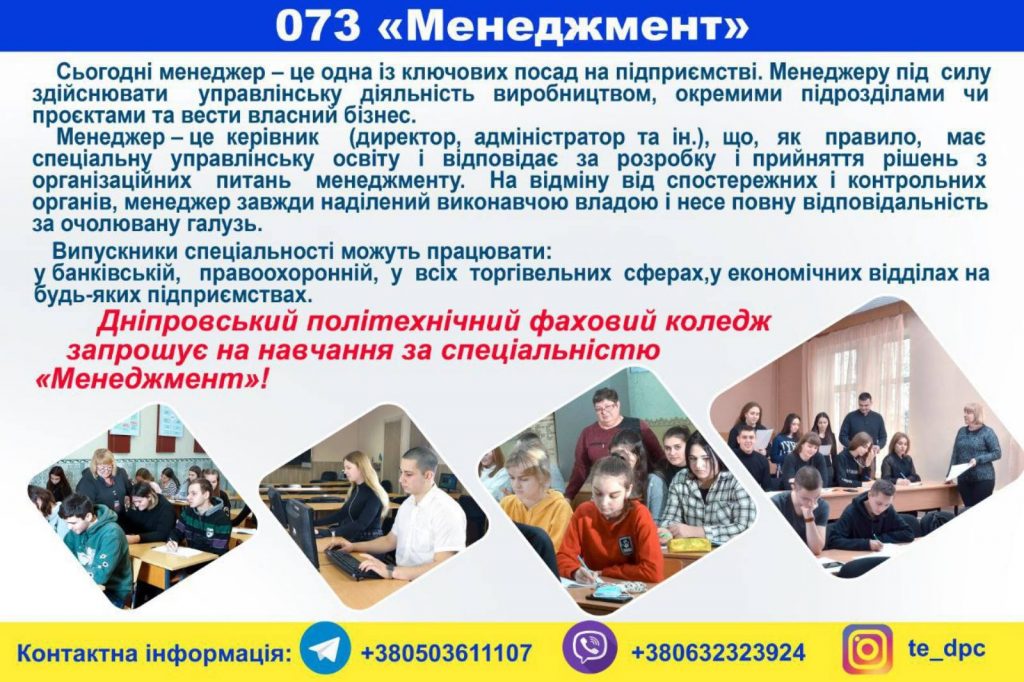 073 «Менеджмент»
Сьогодні менеджер – це одна із ключових посад на підприємстві. Менеджеру під силу
здійснювати управлінську діяльність виробництвом, окремими підрозділами чи
проєктами та вести власний бізнес.
Менеджер – це керівник (директор, адміністратор та ін.), що, як правило, має
спеціальну управлінську освіту і відповідає за розробку і прийняття рішень з
організаційних питань менеджменту. На відміну від спостережних і контрольних
органів, менеджер завжди наділений виконавчою владою і несе повну відповідальність
за очолювану галузь.
Випускники спеціальності можуть працювати:
у банківській, правоохоронній, у всіх торгівельних сферах,у економічних відділах на
будь-яких підприємствах.
Дніпровський політехнічний фаховий коледж
запрошує на навчання за спеціальністю
«Менеджмент»!
Контактна інформація: +380503611107 +380632323924 te_dpc